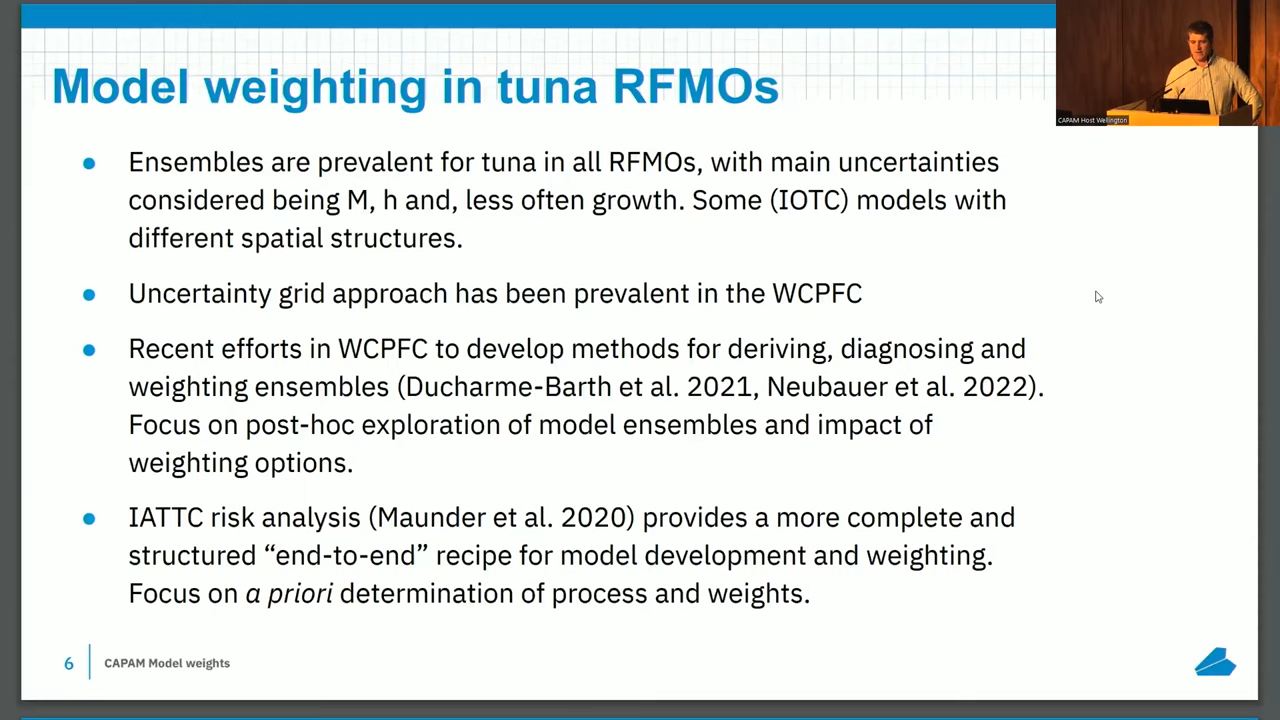 Model weighting in tuna RFMOs
CAPAM Host Wellington
Ensembles are prevalent for tuna in all RFMOs, with main uncertainties
considered being M, h and, less often growth. Some (IOTC) models with
different spatial structures.
Uncertainty grid approach has been prevalent in the WCPFC
Recent efforts in WCPFC to develop methods for deriving, diagnosing and
weighting ensembles (Ducharme-Barth et al. 2021, Neubauer et al. 2022).
Focus on post-hoc exploration of model ensembles and impact of
weighting options.
IATTC risk analysis (Maunder et al. 2020) provides a more complete and
structured “end-to-end” recipe for model development and weighting.
Focus on a priori determination of process and weights.
6
CAPAM Model weights